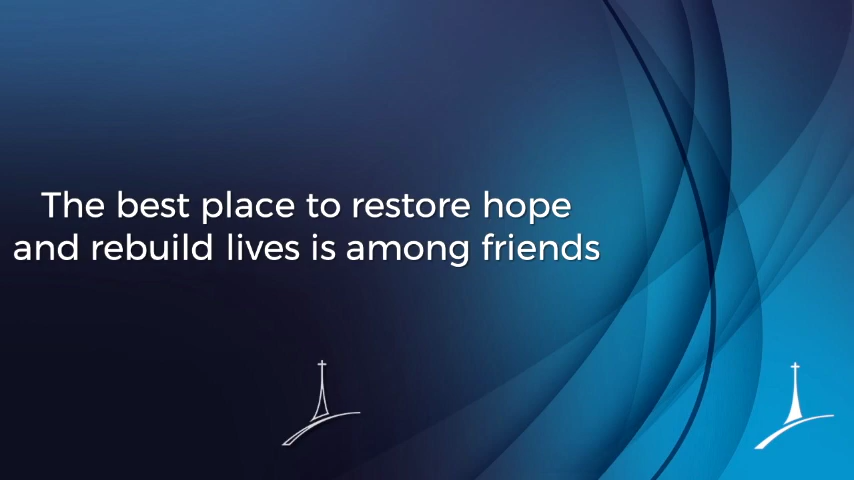 The best place to restore hope
and rebuild lives is among friends